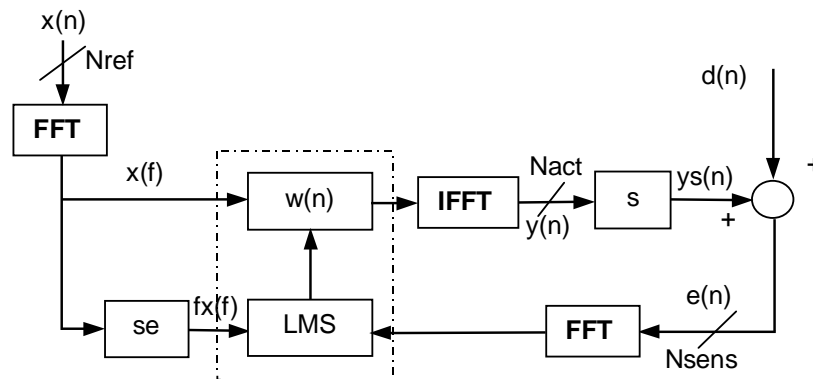 x(n)
Nref
d(n)
FFT
+
x(f)
Nact
w(n)
IFFT
s
ys(n)
y(n)
+
se
fx(f)
LMS
FFT
e(n)
Nsens